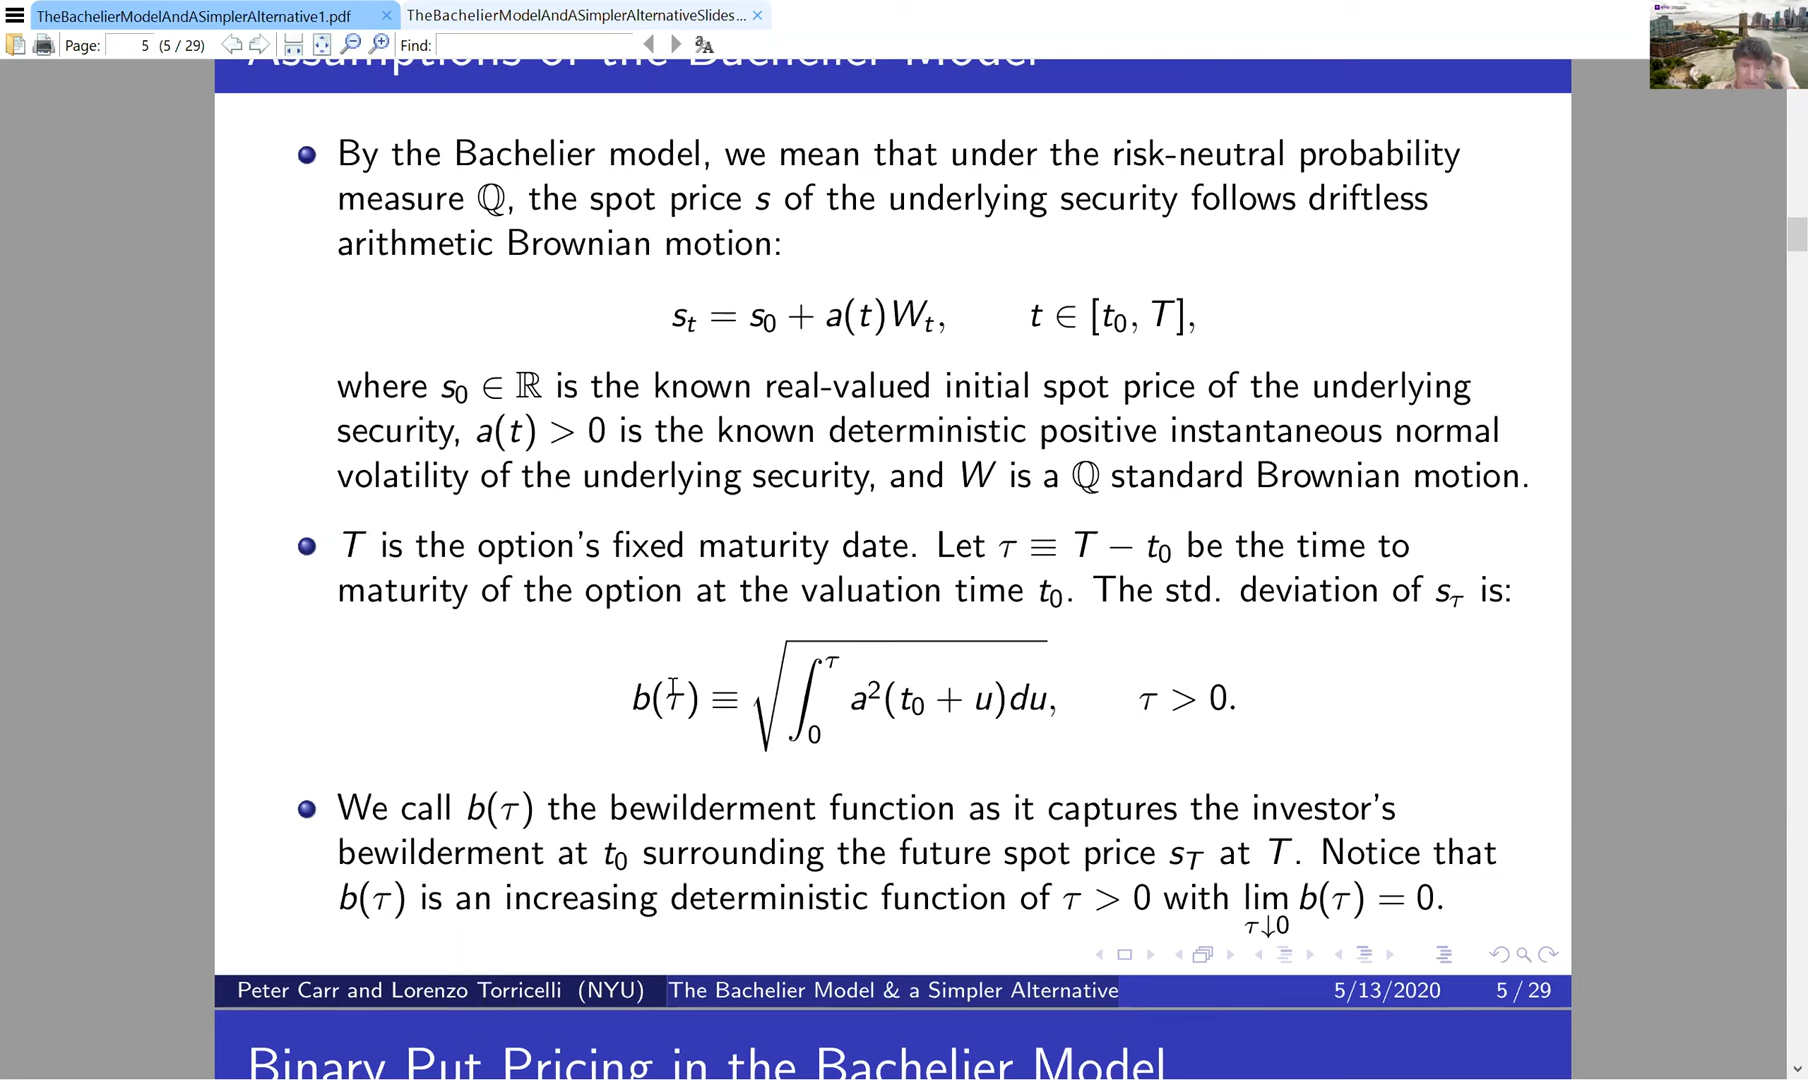 TheBachelierModelAndASimplerAlternative1.pdf
TheBachelierModelAndASimplerAlternativeSlides...
Page: 5 (5 / 29) Find:
Assumptions of the Bachelier Model
By the Bachelier model, we mean that under the risk-neutral probability
measure ℚ, the spot price s of the underlying security follows driftless
arithmetic Brownian motion:
s_t = s_0 + a(t)W_t, t ∈ [t_0, T],
where s_0 ∈ ℝ is the known real-valued initial spot price of the underlying
security, a(t) > 0 is the known deterministic positive instantaneous normal
volatility of the underlying security, and W is a ℚ standard Brownian motion.
T is the option's fixed maturity date. Let τ ≡ T − t_0 be the time to
maturity of the option at the valuation time t_0. The std. deviation of s_τ is:
b(τ) ≡ √∫_0^τ a²(t_0 + u)du, τ > 0.
We call b(τ) the bewilderment function as it captures the investor's
bewilderment at t_0 surrounding the future spot price s_T at T. Notice that
b(τ) is an increasing deterministic function of τ > 0 with lim_{τ↓0} b(τ) = 0.
Peter Carr and Lorenzo Torricelli (NYU) The Bachelier Model & a Simpler Alternative 5/13/2020 5 / 29
Binary Put Pricing in the Bachelier Model